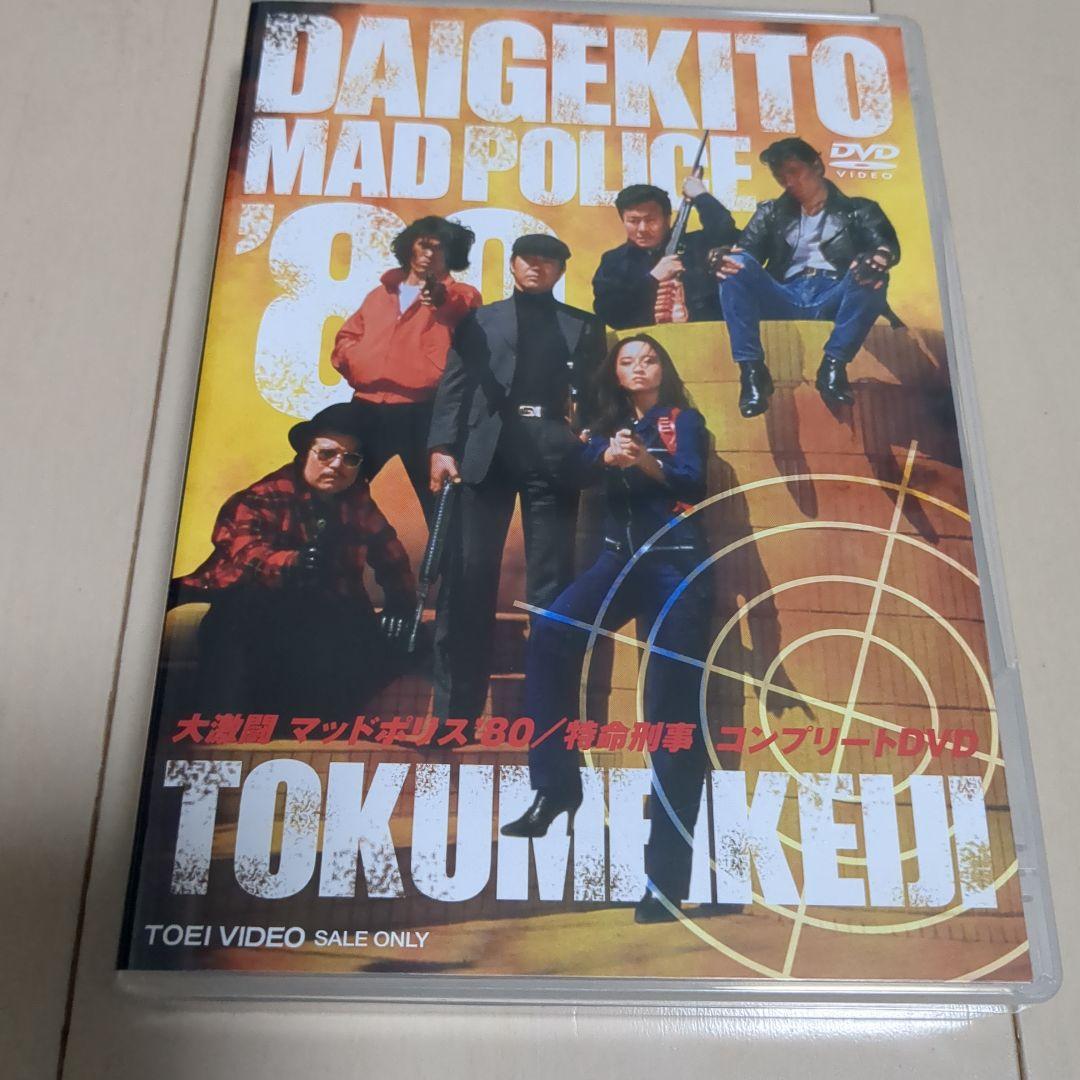 DAIGEKITO
MAD POLICE
DVD
VIDEO
'80
大激闘 マッドポリス'80/特命刑事 コンプリートDVD
TOKUMEIKEIJI
TOEI VIDEO SALE ONLY